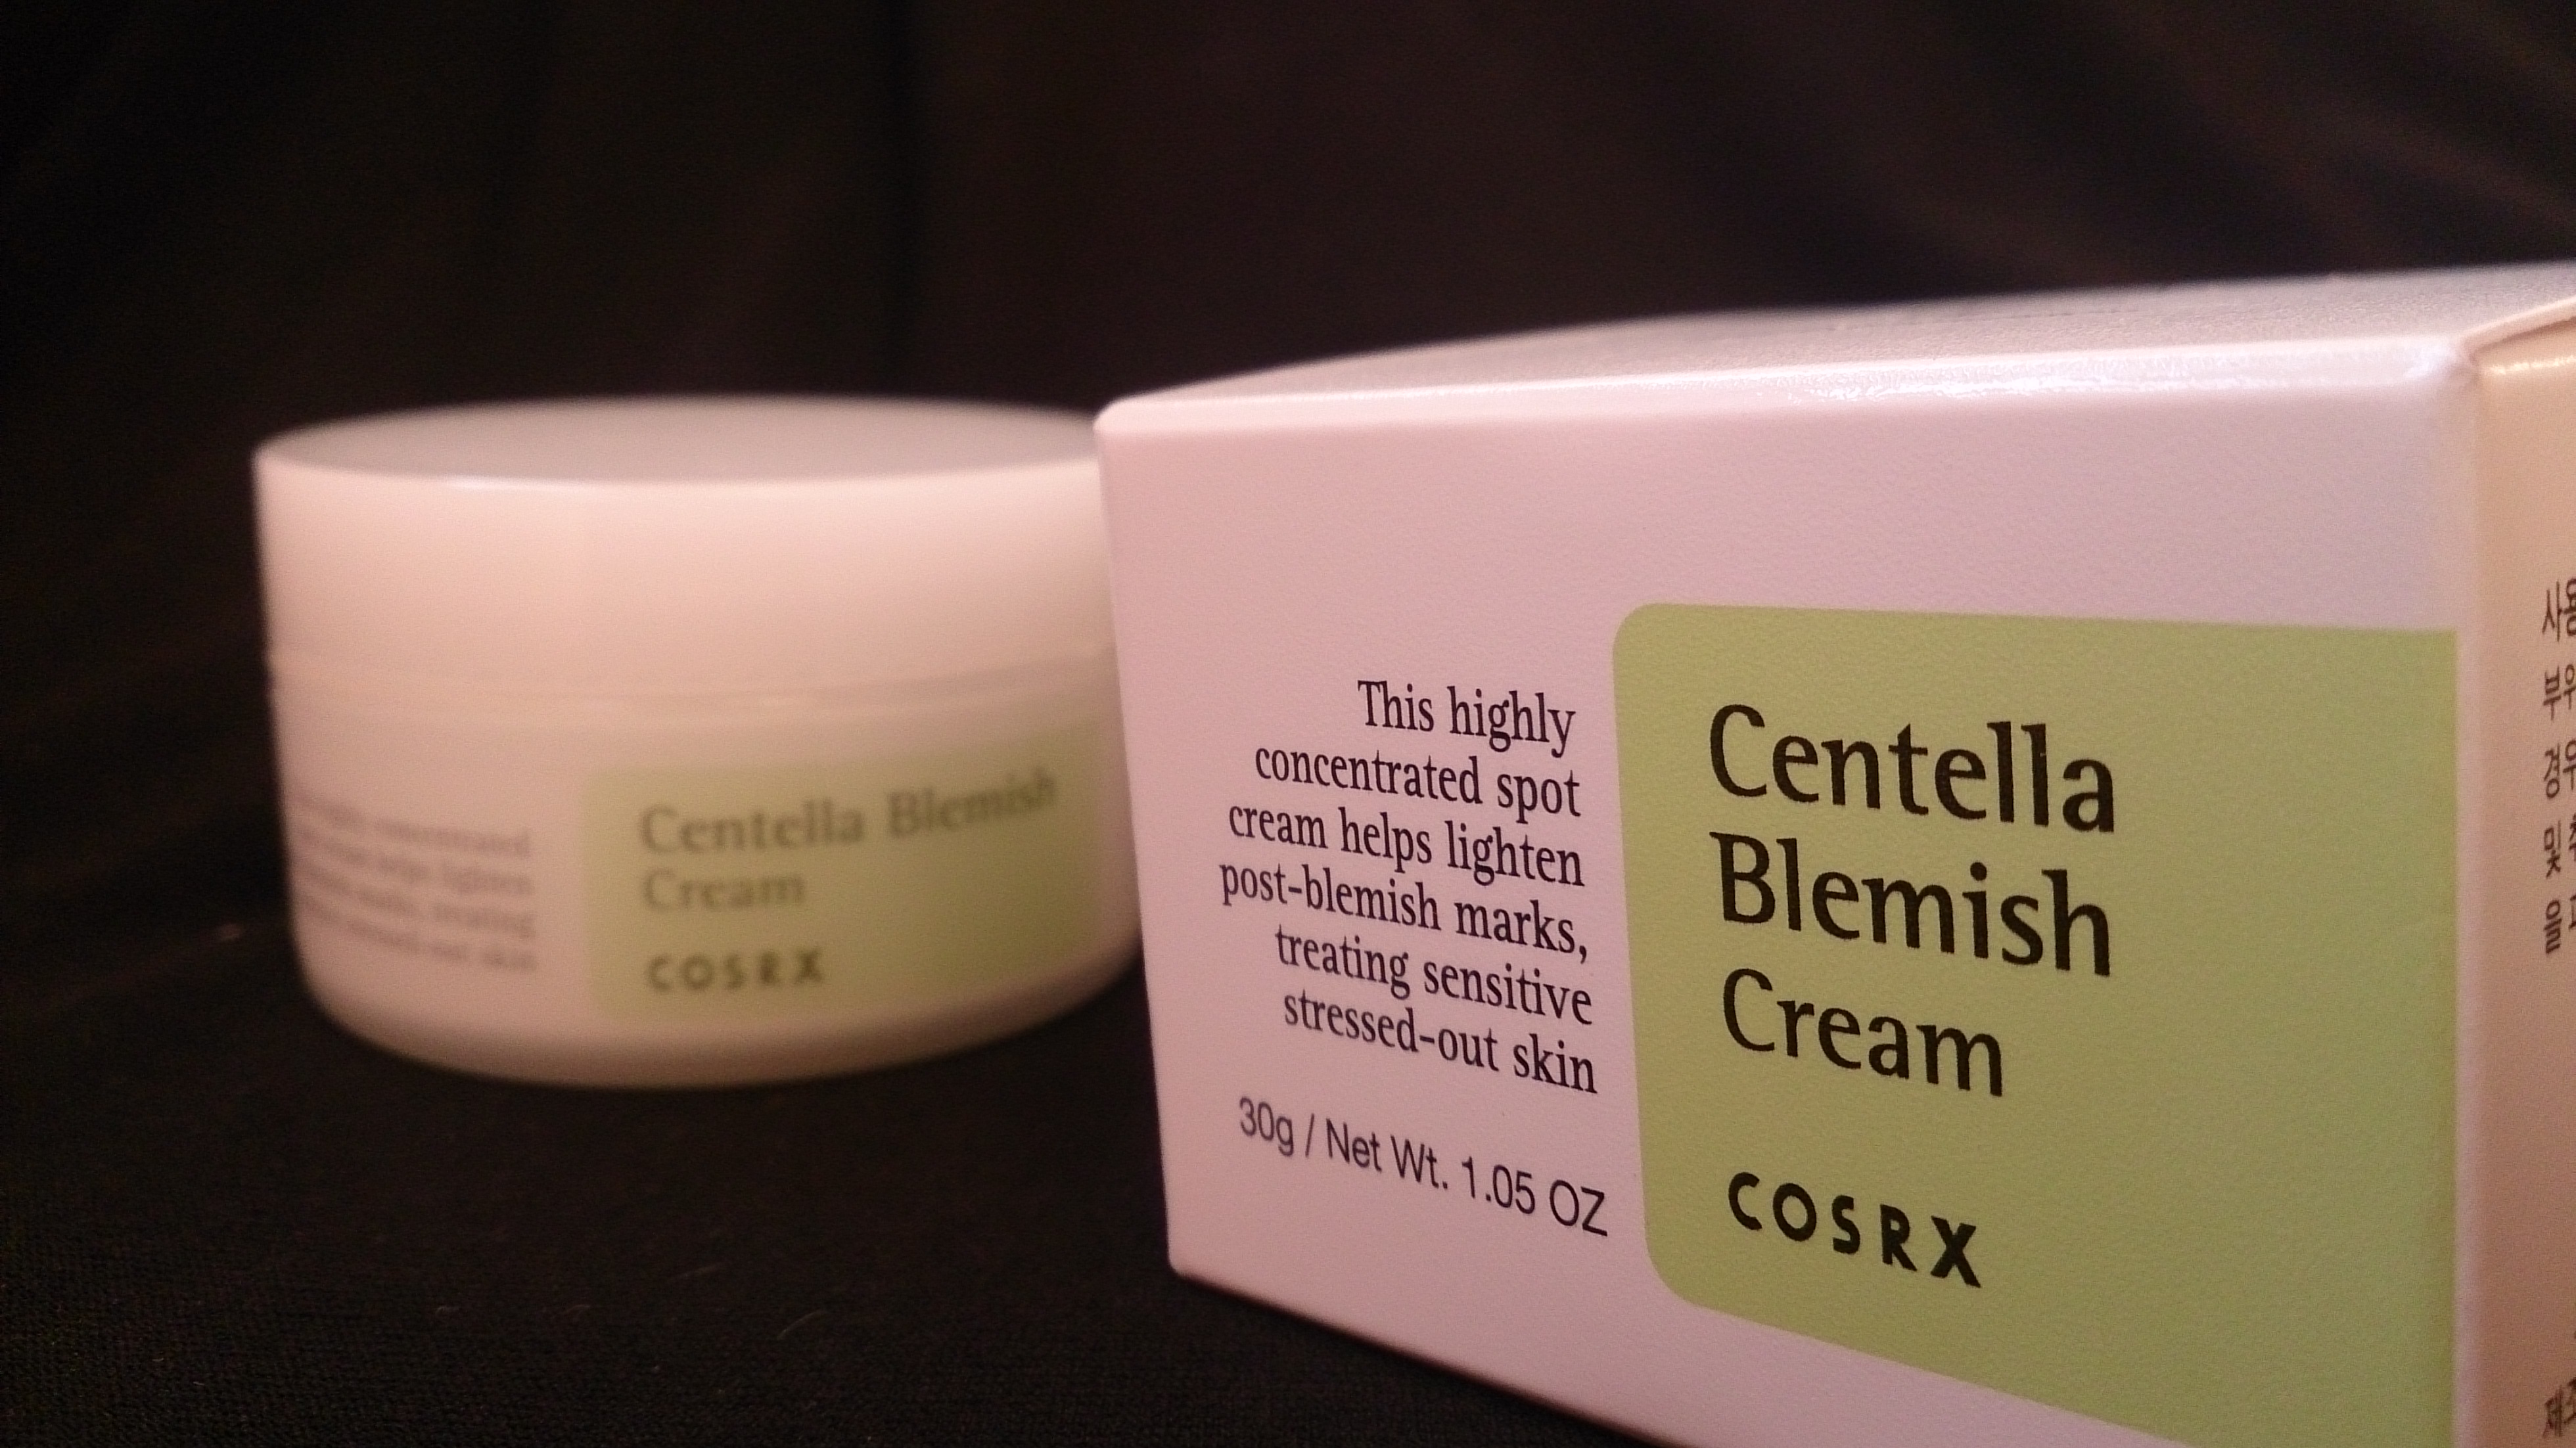 This highly
concentrated spot
cream helps lighten
post-blemish marks,
treating sensitive
stressed-out skin
30g / Net Wt. 1.05 OZ
Centella
Blemish
Cream
COSRX
Centella Blemish
Cream
COSRX